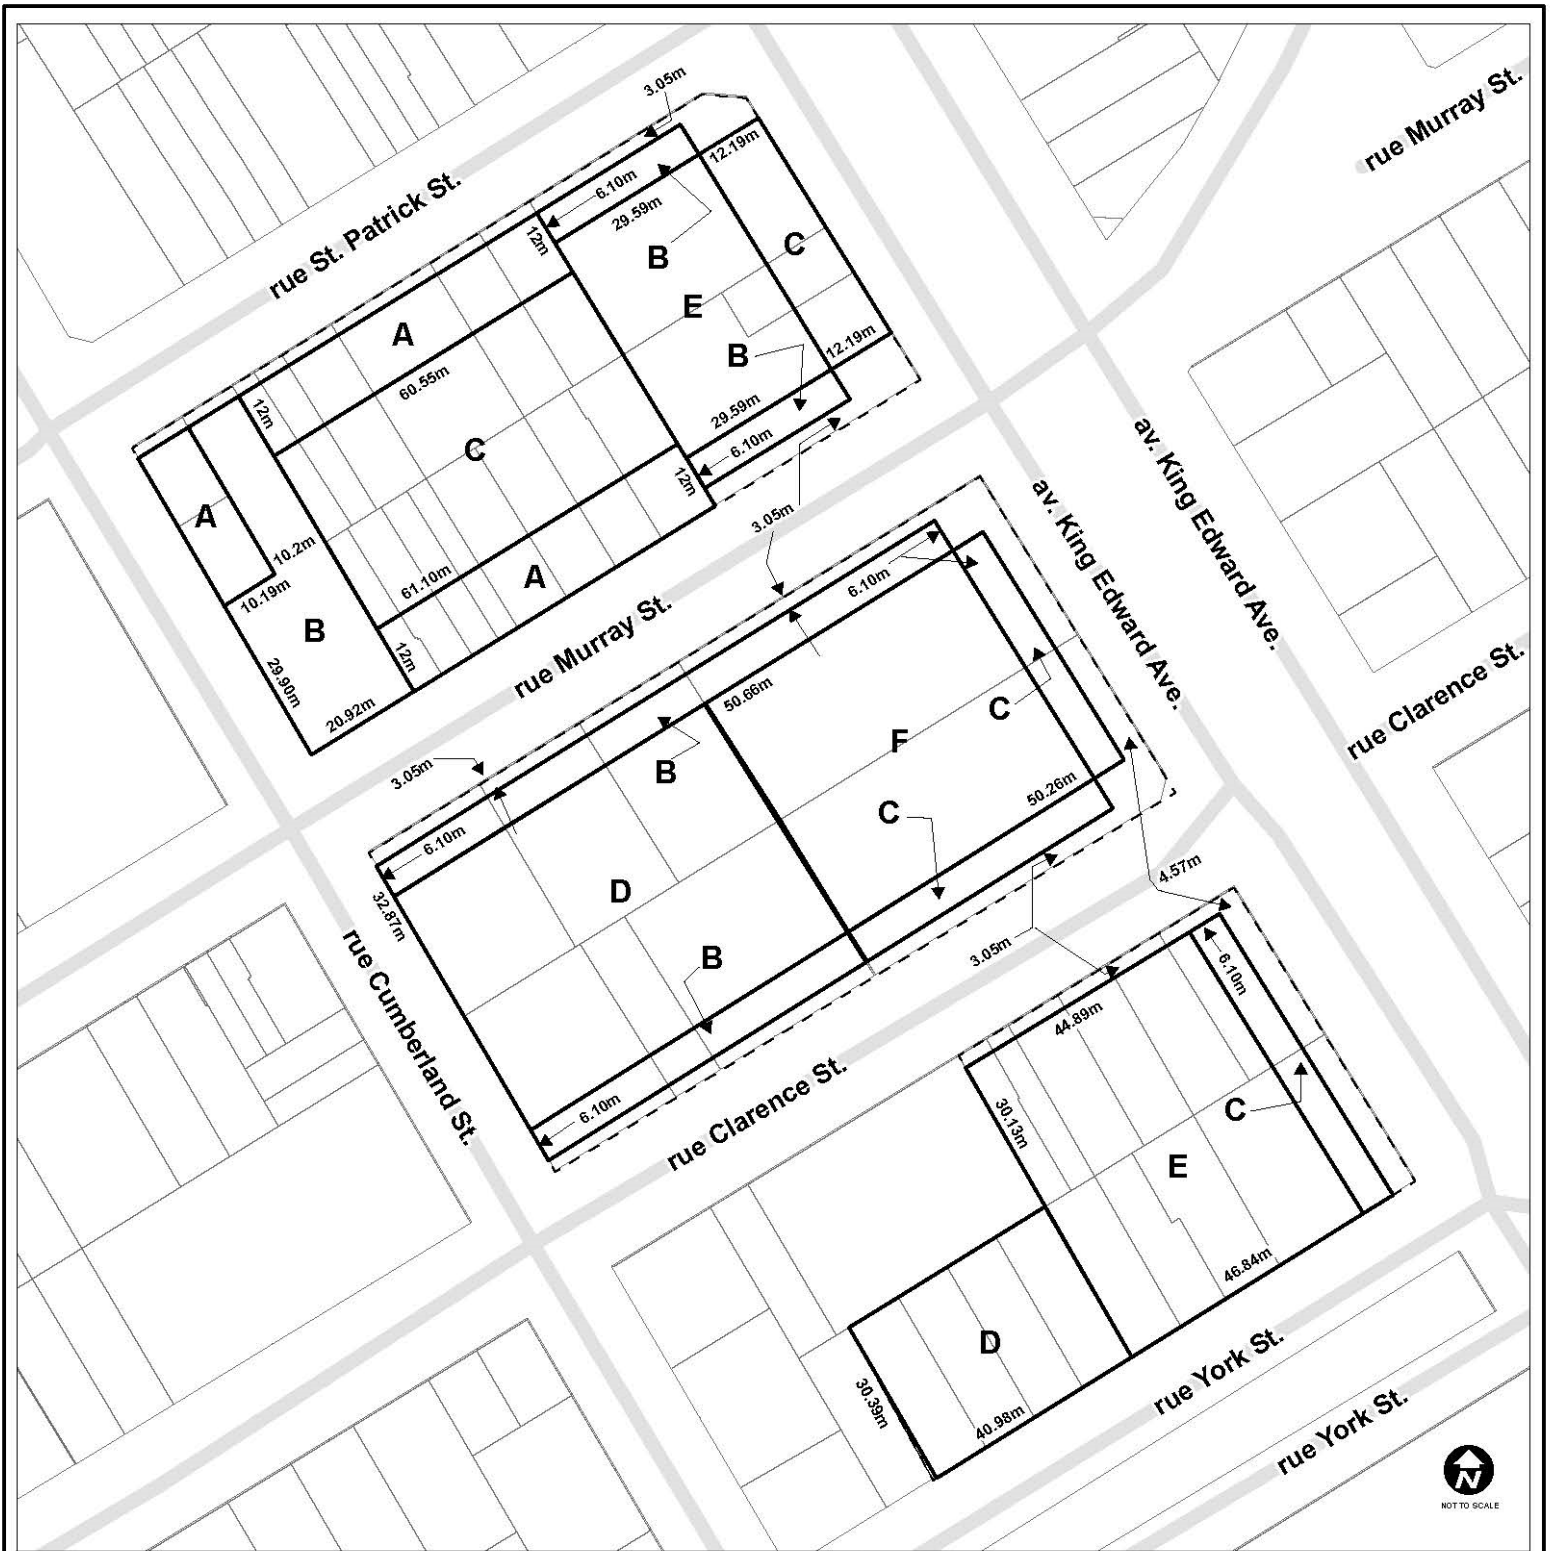 3.05m
rue Murray St.
12.19m
6.10m
rue St. Patrick St.
29.59m
12m
B
C
A
E
60.55m
B
12.19m
12m
29.59m
C
6.10m
12m
av. King Edward Ave.
A
3.05m
av. King Edward Ave.
10.2m
61.10m
A
6.10m
10.19m
B
rue Murray St.
12m
29.90m
20.92m
50.66m
C
rue Clarence St.
F
3.05m
B
50.26m
C
6.10m
4.57m
D
32.87m
3.05m
B
6.10m
rue Cumberland St.
44.89m
6.10m
rue Clarence St.
30.13m
C
E
46.84m
D
30.39m
40.98m
rue York St.
rue York St.
N
NOT TO SCALE